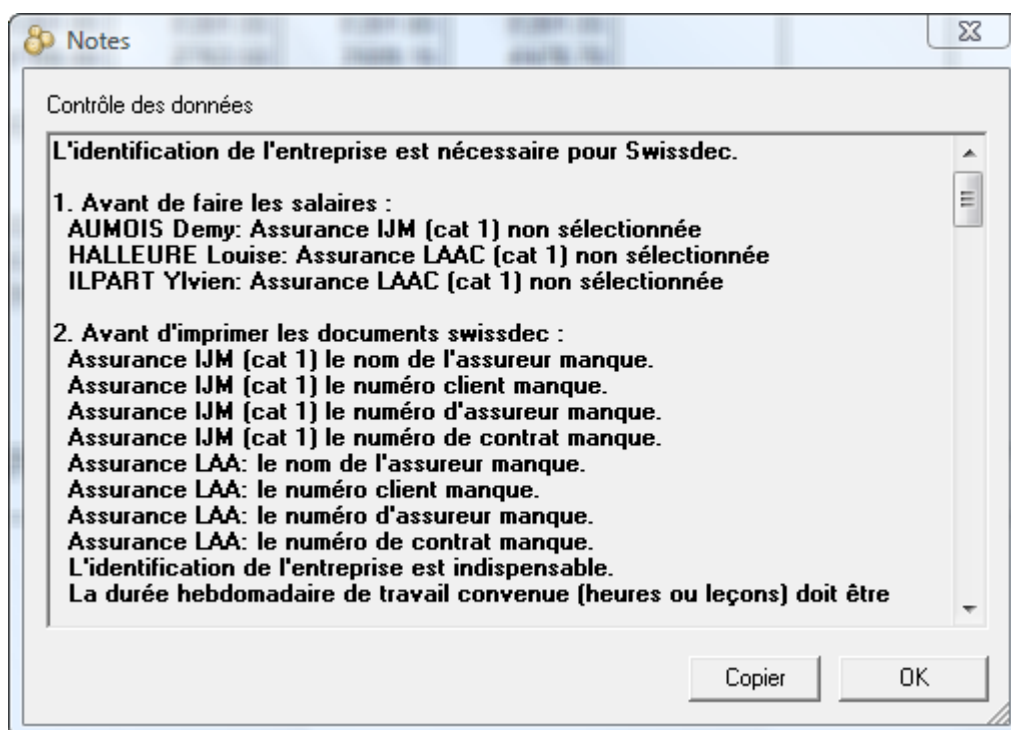 Notes
Contrôle des données
L'identification de l'entreprise est nécessaire pour Swissdec.
1. Avant de faire les salaires :
AUMOIS Demy: Assurance IJM (cat 1) non sélectionnée
HALLEURE Louise: Assurance LAAC (cat 1) non sélectionnée
ILPART Ylvien: Assurance LAAC (cat 1) non sélectionnée
2. Avant d'imprimer les documents swissdec :
Assurance IJM (cat 1) le nom de l'assureur manque.
Assurance IJM (cat 1) le numéro client manque.
Assurance IJM (cat 1) le numéro d'assureur manque.
Assurance IJM (cat 1) le numéro de contrat manque.
Assurance LAA: le nom de l'assureur manque.
Assurance LAA: le numéro client manque.
Assurance LAA: le numéro d'assureur manque.
Assurance LAA: le numéro de contrat manque.
L'identification de l'entreprise est indispensable.
La durée hebdomadaire de travail convenue (heures ou leçons) doit être
Copier OK